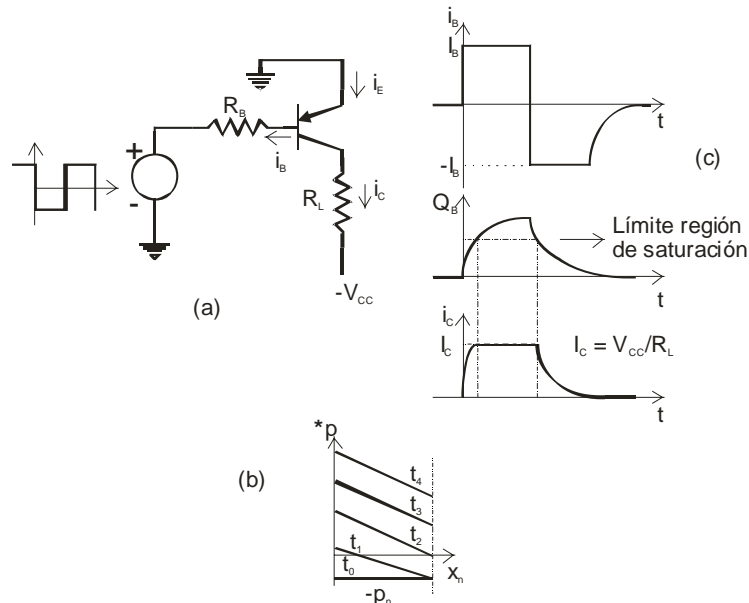 i_E
R_B
i_B
+
-
R_L
i_C
-V_CC
(a)
i_B
I_B
t
-I_B
(c)
Q_B
Límite región
de saturación
t
i_C
I_C
I_C = V_CC/R_L
t
*p
(b)
t_4
t_3
t_2
t_1
t_0
x_n
-p_n